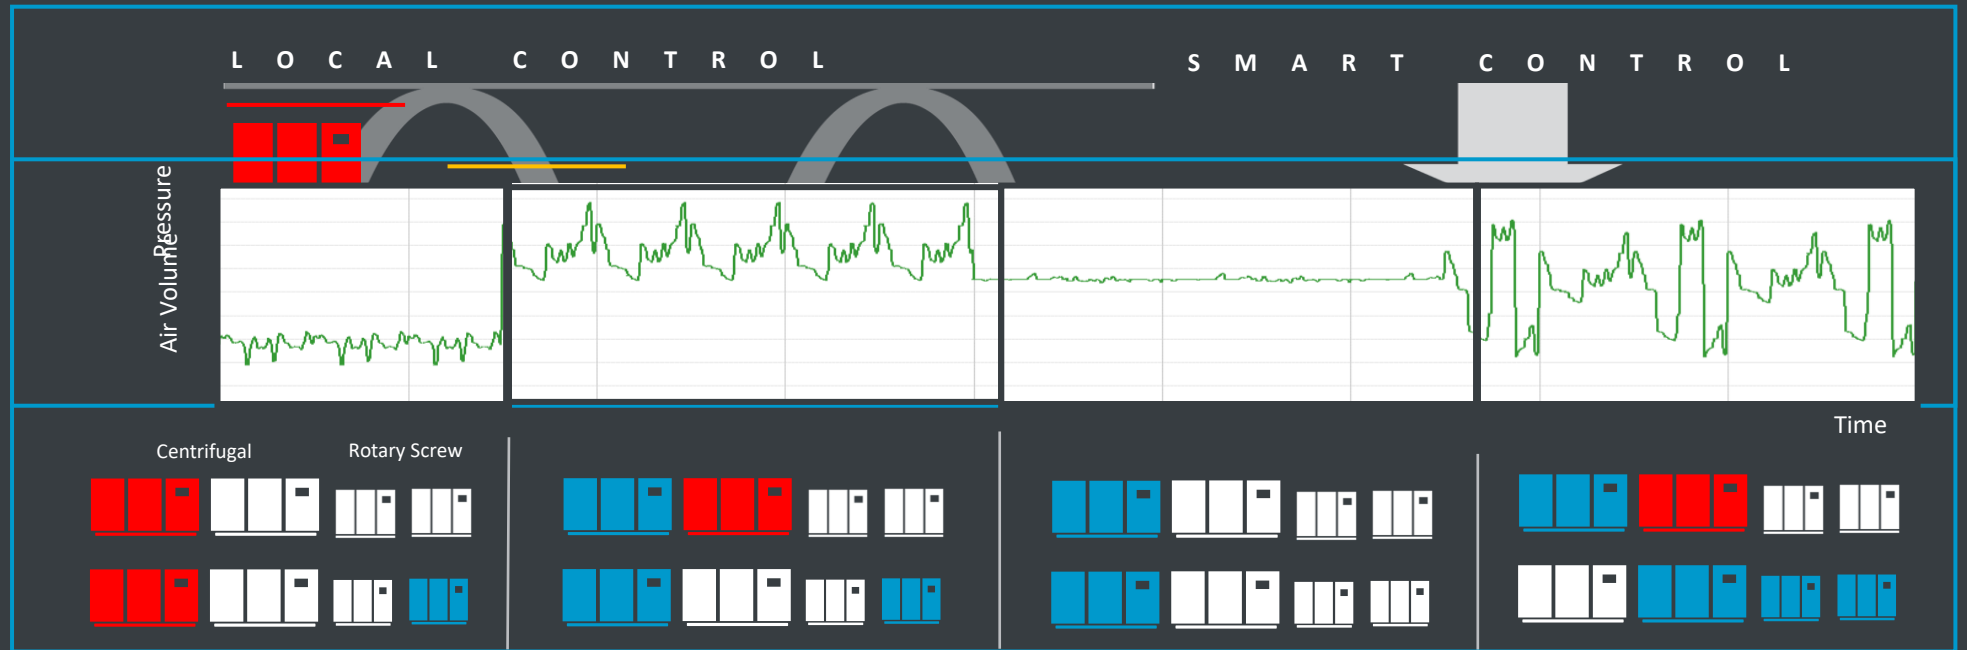 LOCAL CONTROL
SMART CONTROL
Pressure
Air Volume
Time
Centrifugal
Rotary Screw